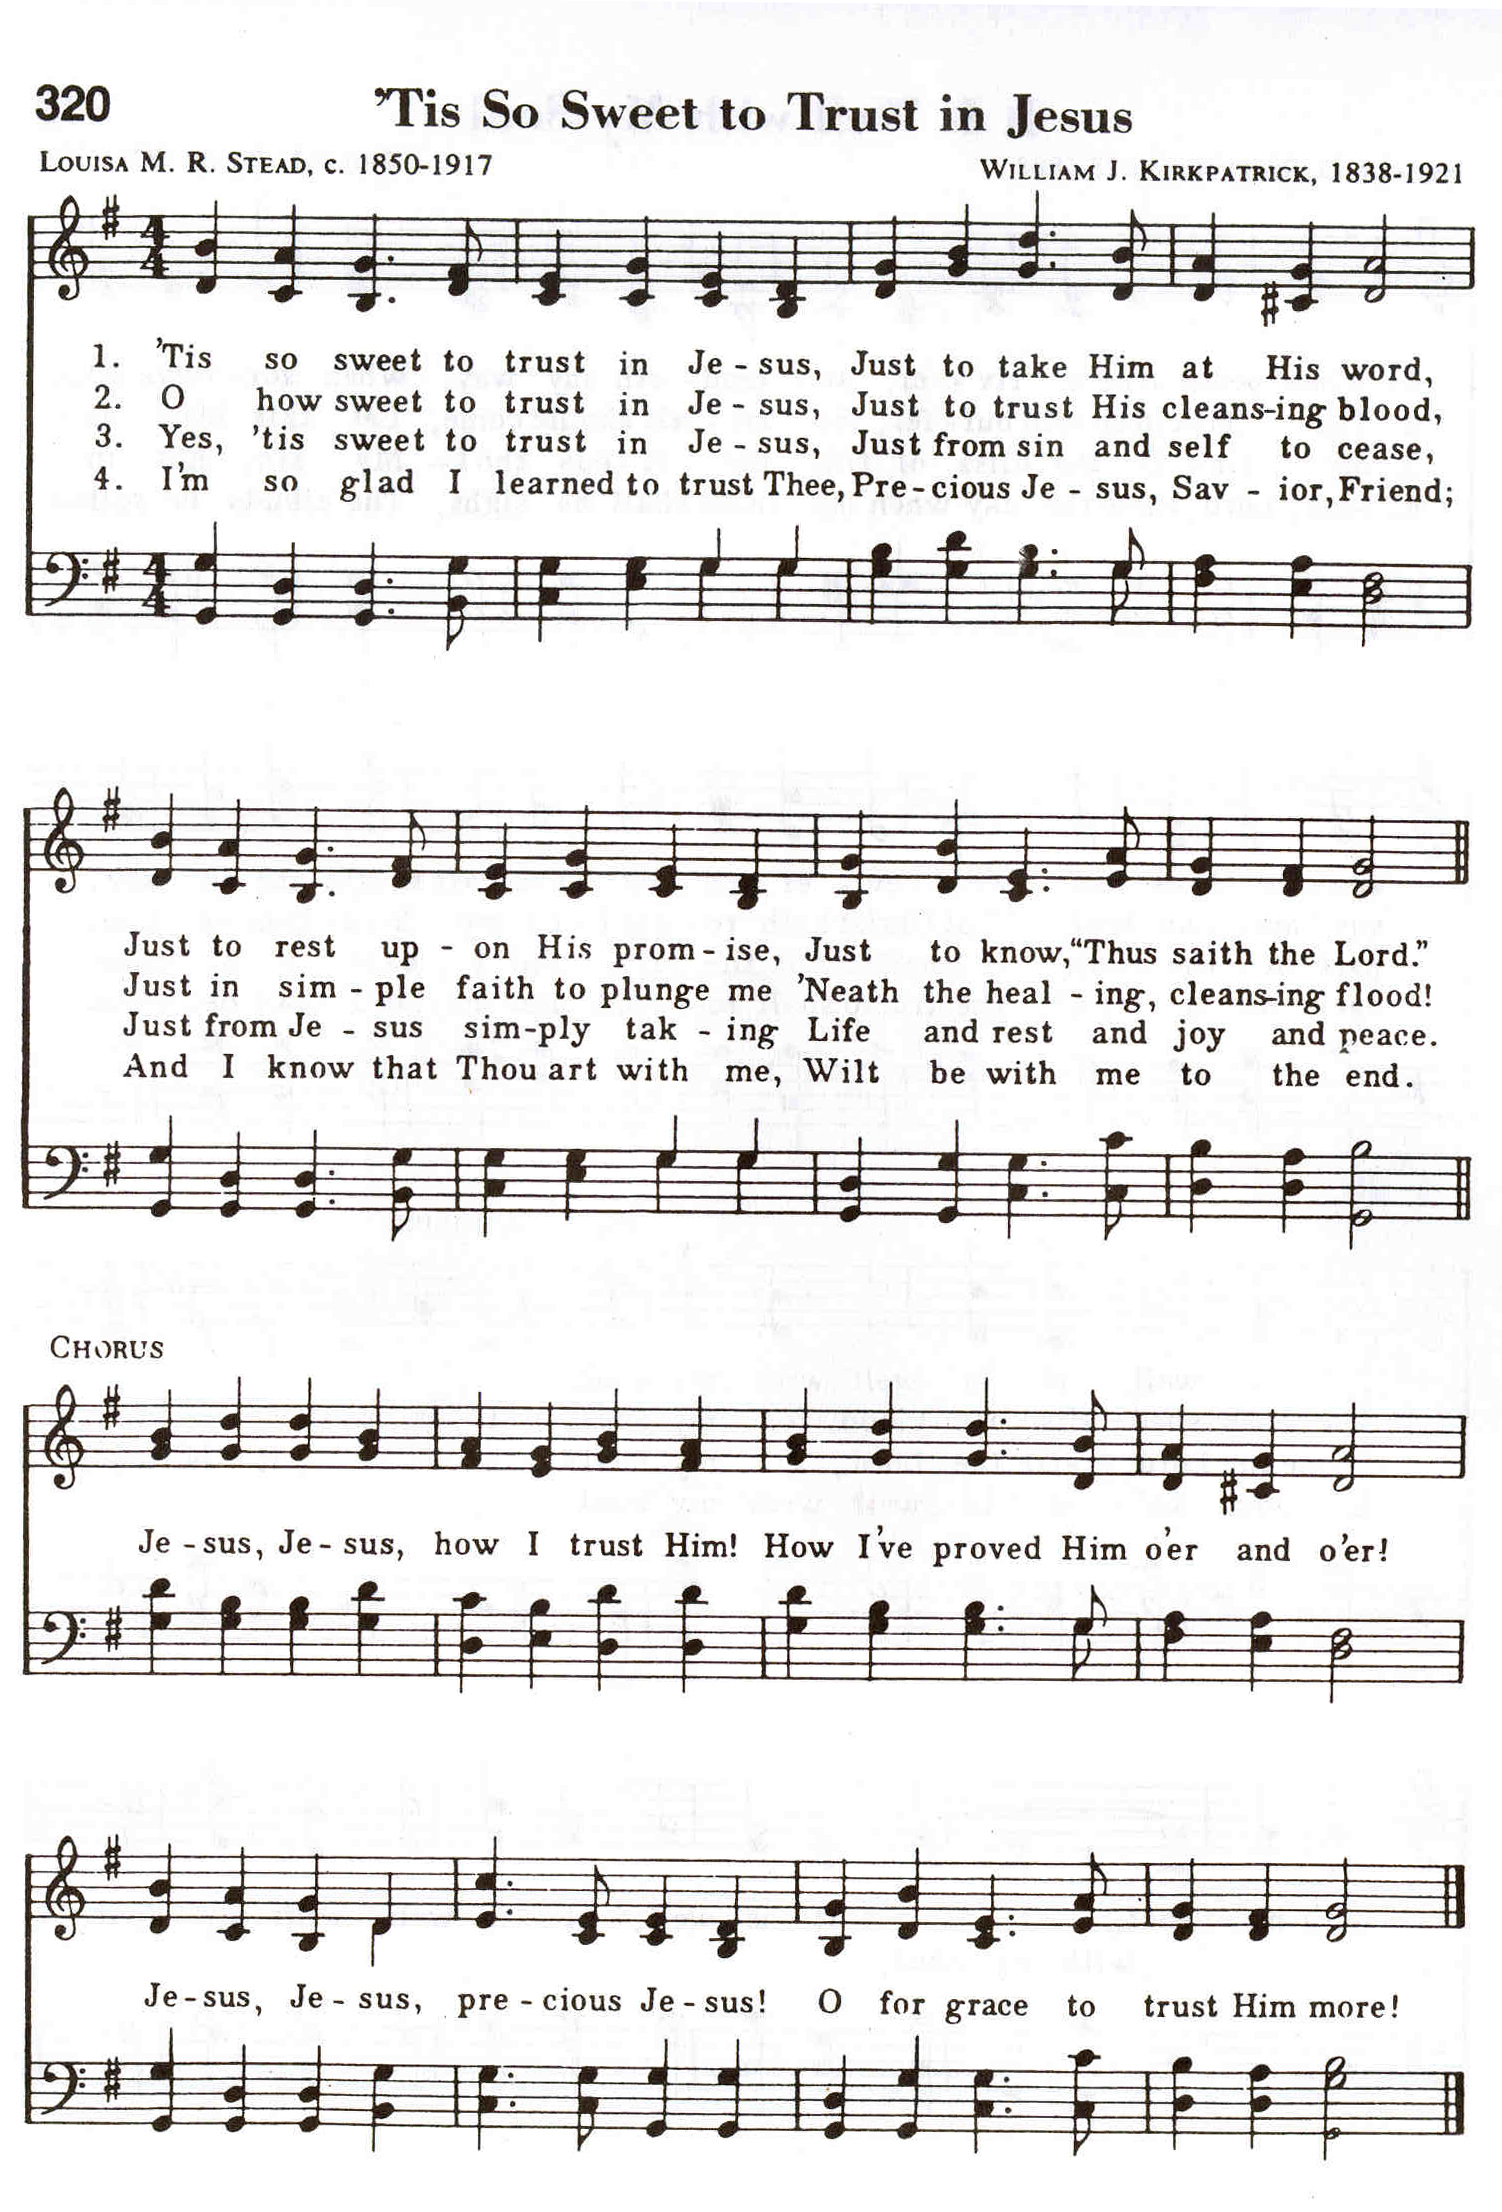 320 ’Tis So Sweet to Trust in Jesus
Louisa M. R. Stead, c. 1850-1917 William J. Kirkpatrick, 1838-1921
1. ’Tis so sweet to trust in Je - sus, Just to take Him at His word,
2. O how sweet to trust in Je - sus, Just to trust His cleans-ing blood,
3. Yes, ’tis sweet to trust in Je - sus, Just from sin and self to cease,
4. I’m so glad I learned to trust Thee, Pre - cious Je - sus, Sav - ior, Friend;
Just to rest up - on His prom - ise, Just to know, “Thus saith the Lord.”
Just in sim - ple faith to plunge me ’Neath the heal - ing, cleans-ing flood!
Just from Je - sus sim-ply tak - ing Life and rest and joy and peace.
And I know that Thou art with me, Wilt be with me to the end.
Chorus
Je - sus, Je - sus, how I trust Him! How I’ve proved Him o’er and o’er!
Je - sus, Je - sus, pre - cious Je - sus! O for grace to trust Him more!